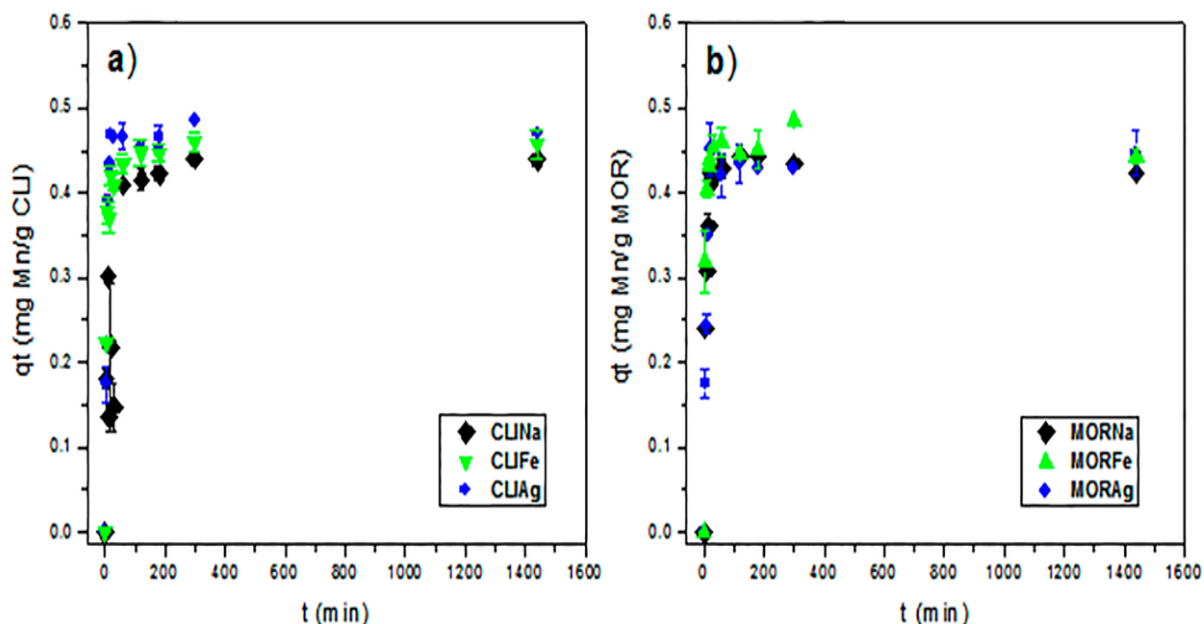 a)
0.6
0.5
0.4
0.3
0.2
0.1
0.0
qt (mg Mn/g CLI)
CLINa
CLIFe
CLIAg
0 200 400 600 800 1000 1200 1400 1600
t (min)
b)
0.6
0.5
0.4
0.3
0.2
0.1
0.0
qt (mg Mn/g MOR)
MORNa
MORFe
MORAg
0 200 400 600 800 1000 1200 1400 1600
t (min)